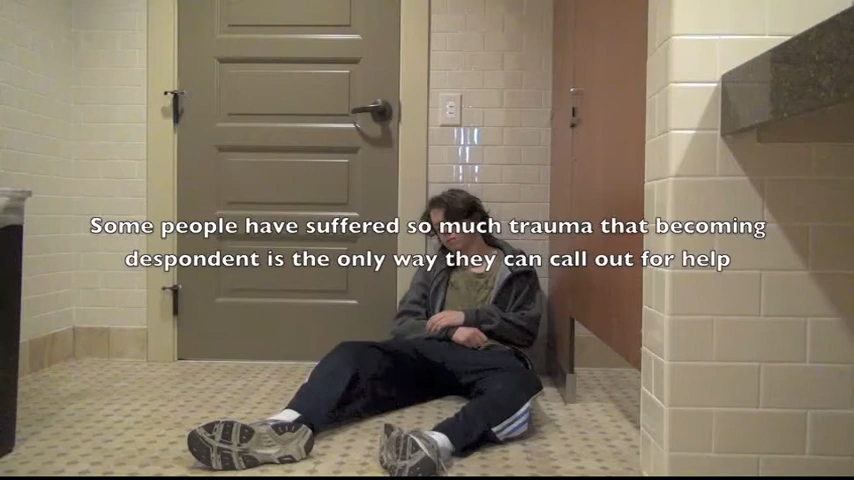 Some people have suffered so much trauma that becoming
despondent is the only way they can call out for help